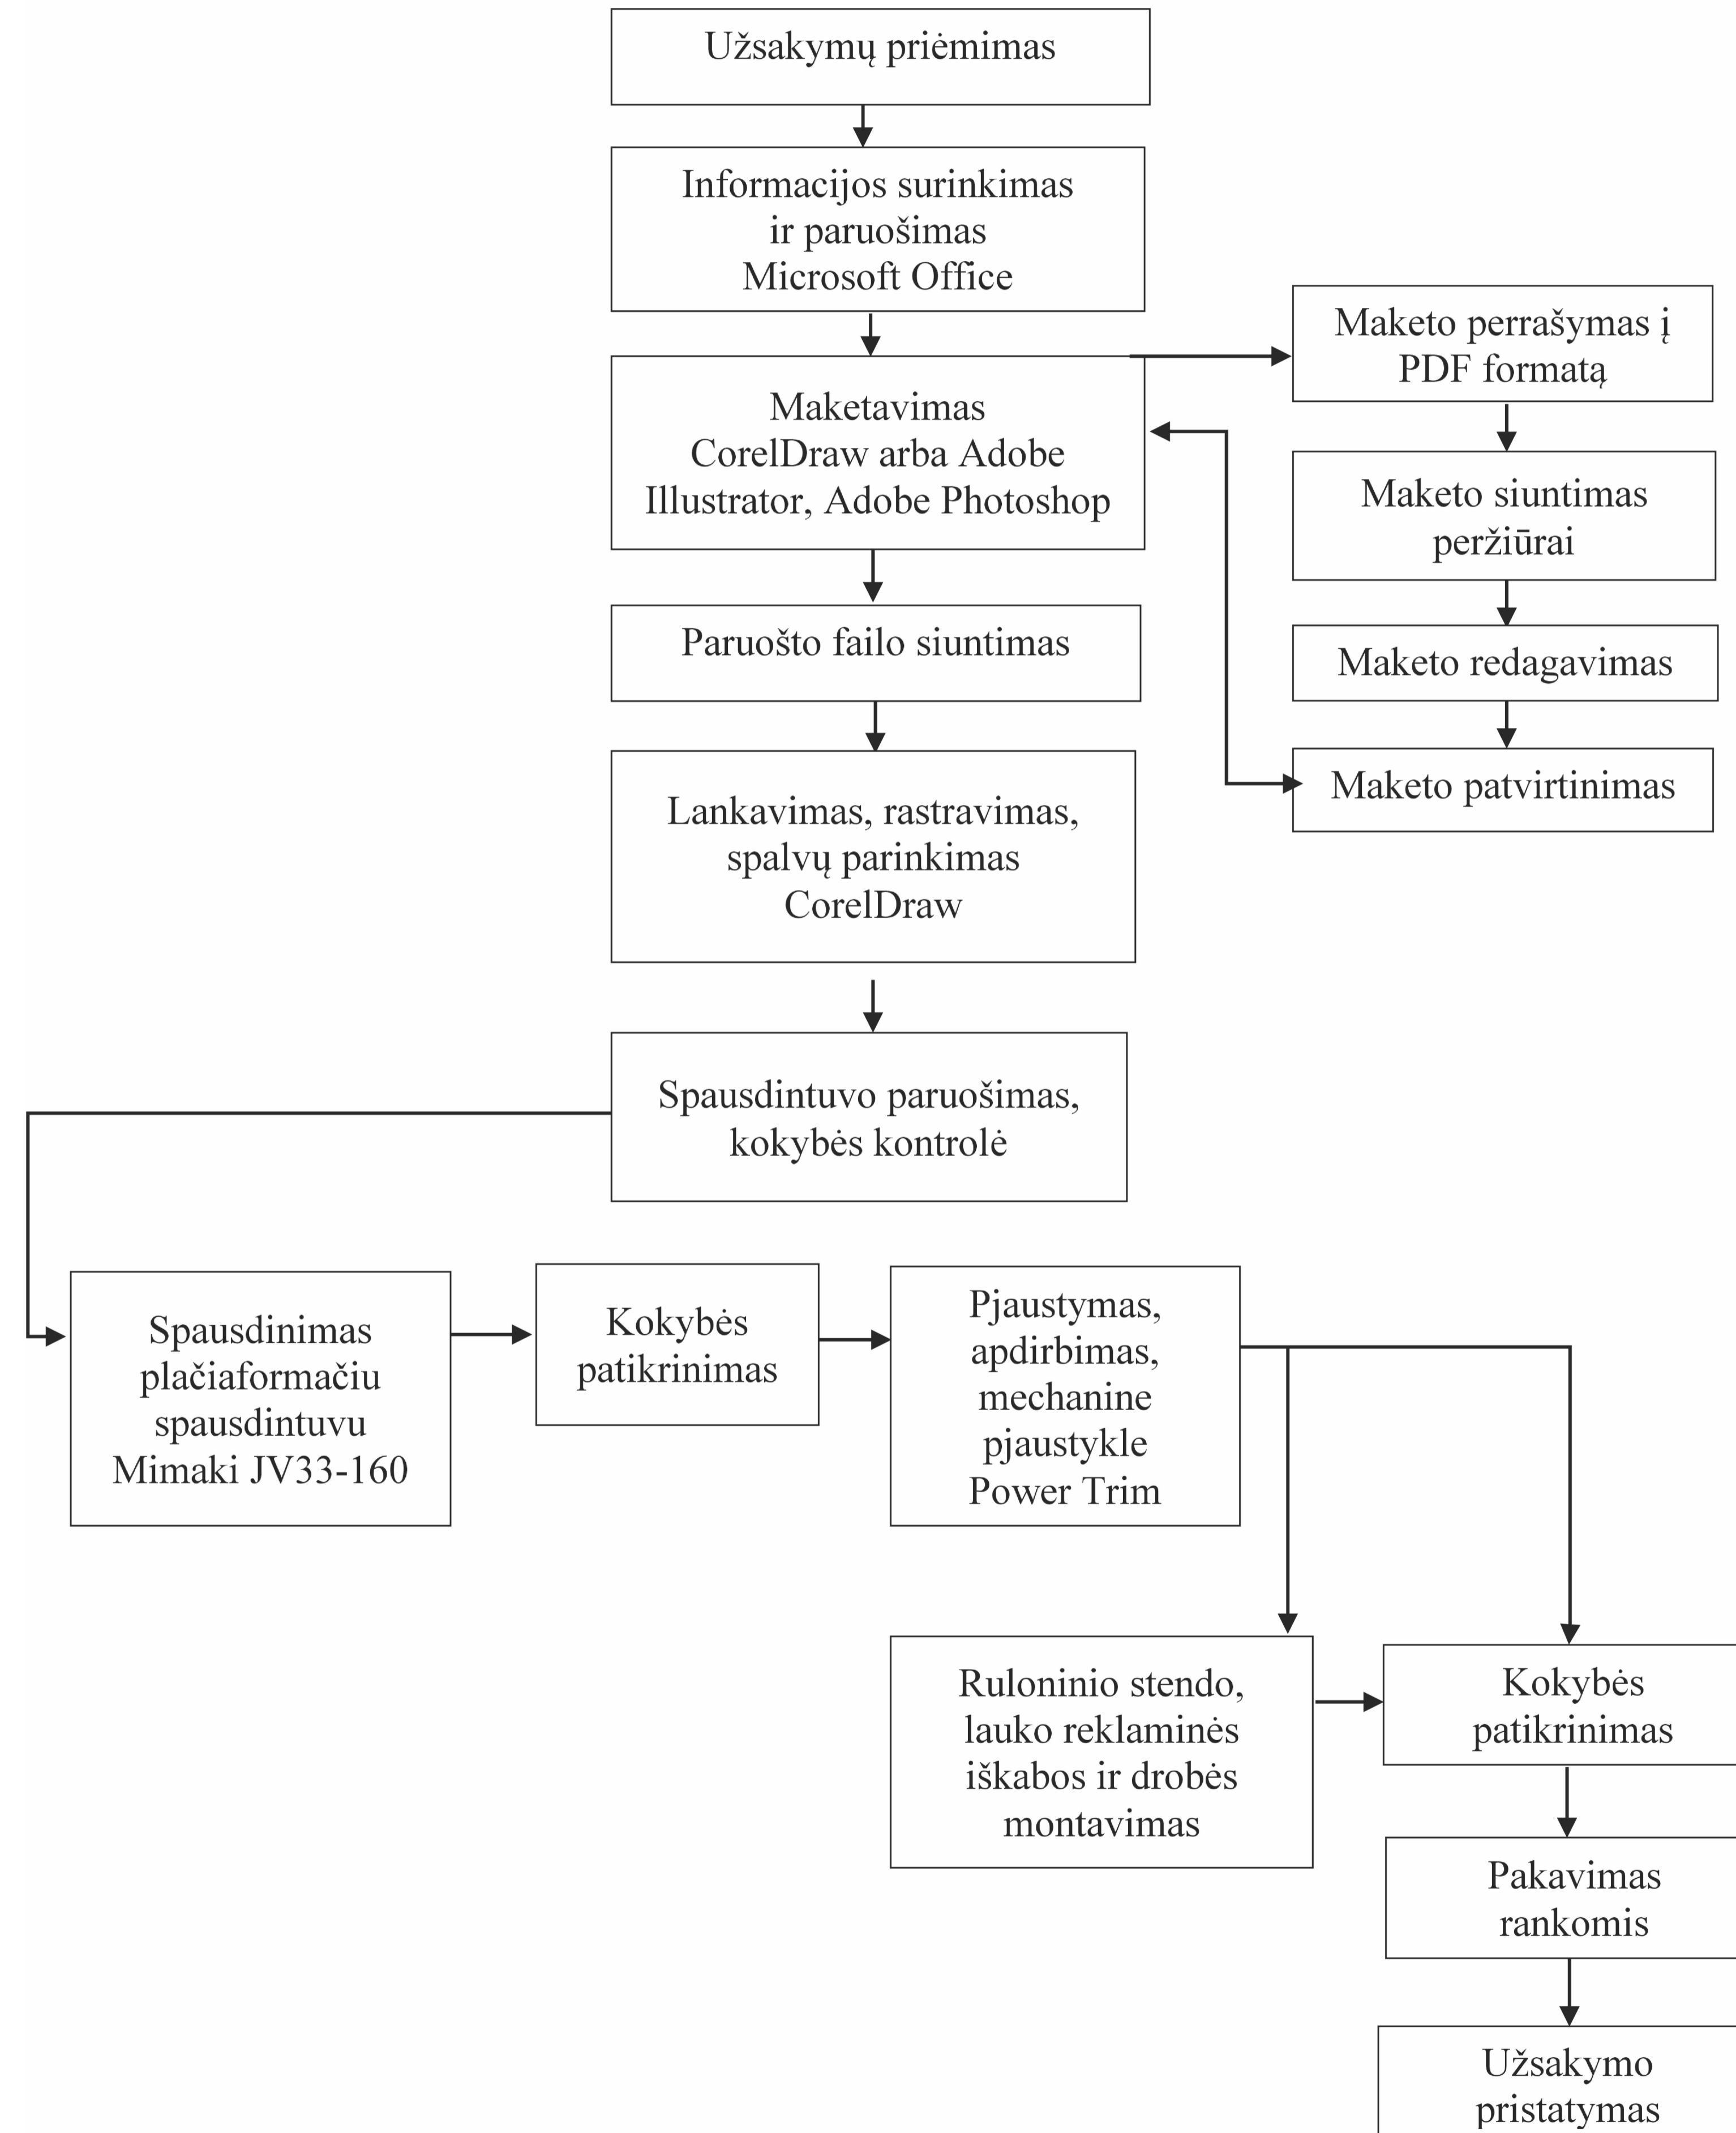 Užsakymų priėmimas
Informacijos surinkimas
ir paruošimas
Microsoft Office
Maketavimas
CorelDraw arba Adobe
Illustrator, Adobe Photoshop
Maketo perrašymas į
PDF formatą
Maketo siuntimas
peržiūrai
Maketo redagavimas
Maketo patvirtinimas
Paruošto failo siuntimas
Lankavimas, rastravimas,
spalvų parinkimas
CorelDraw
Spausdintuvo paruošimas,
kokybės kontrolė
Spausdinimas
plačiaformačiu
spausdintuvu
Mimaki JV33-160
Kokybės
patikrinimas
Pjaustymas,
apdirbimas,
mechanine
pjaustykle
Power Trim
Ruloninio stendo,
lauko reklaminės
iškabos ir drobės
montavimas
Kokybės
patikrinimas
Pakavimas
rankomis
Užsakymo
pristatymas